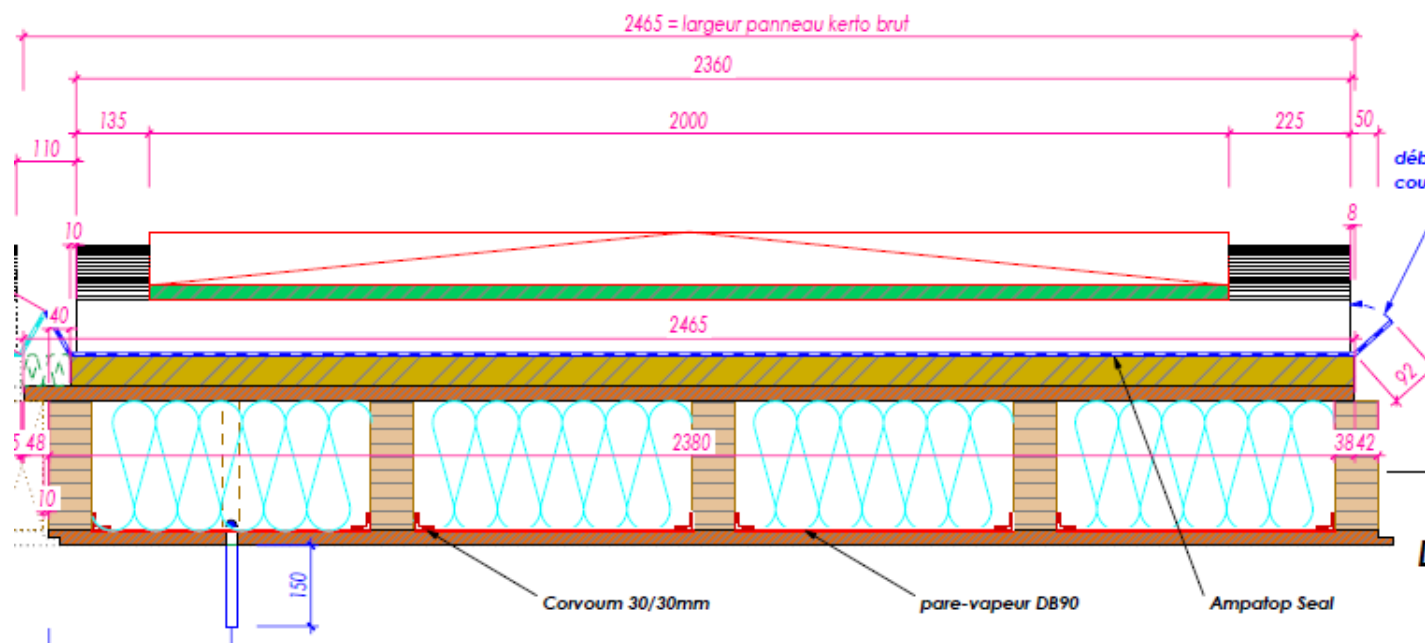 2465 = largeur panneau kerto brut
2360
135 2000 225 50
110
déb
cou
10 8
40 2465
92
5 48 2380 38 42
10
150
Corvoum 30/30mm pare-vapeur DB90 Ampatop Seal
L